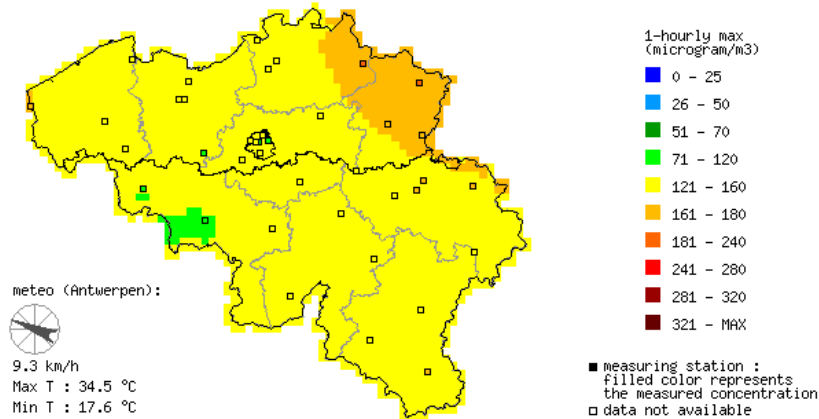 1-hourly max
(microgram/m3)
0 - 25
26 - 50
51 - 70
71 - 120
121 - 160
161 - 180
181 - 240
241 - 280
281 - 320
321 - MAX
meteo (Antwerpen):
9.3 km/h
Max T : 34.5 °C
Min T : 17.6 °C
measuring station :
filled color represents
the measured concentration
data not available